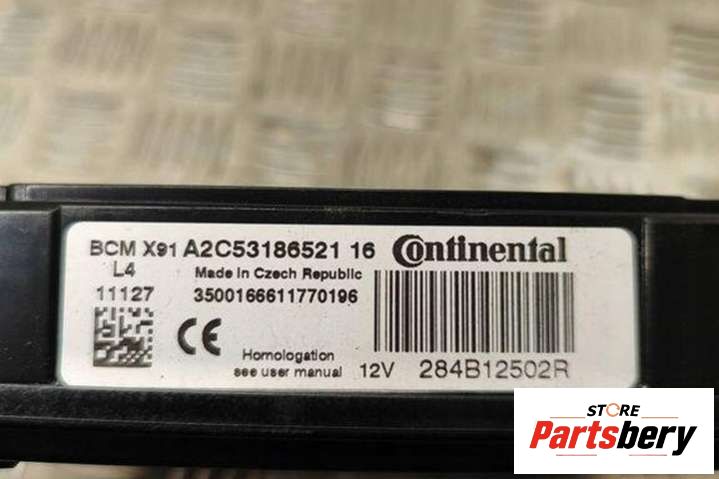 BCM X91 A2C53186521 16 Continental
L4 Made in Czech Republic
11127 3500166611770196
CE
Homologation
see user manual 12V 284B12502R
STORE
Partsbery